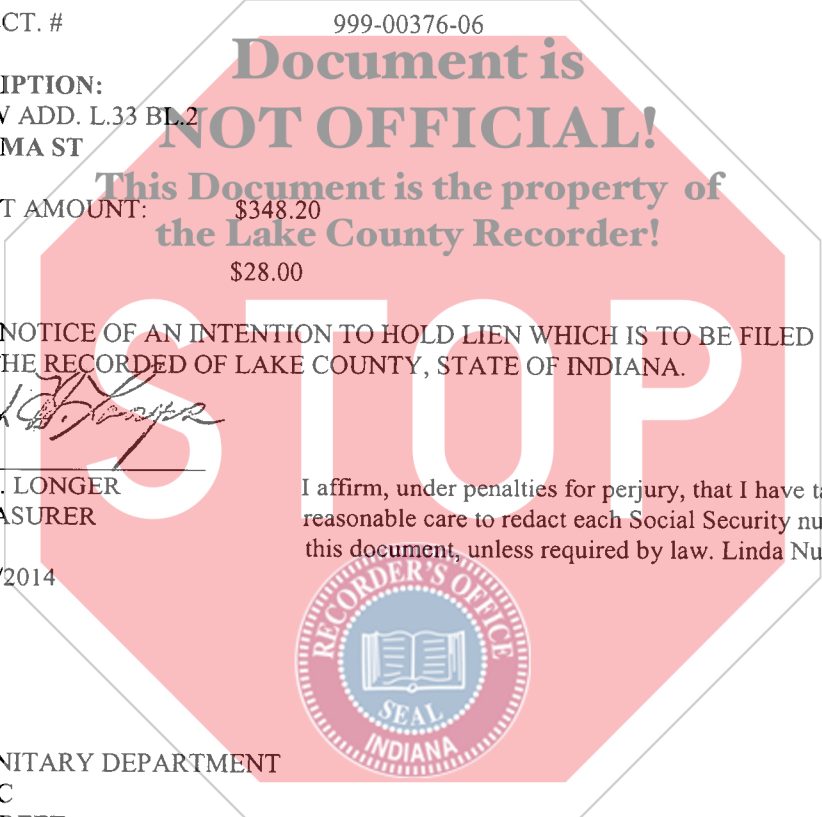 CT. # 999-00376-06
Document is
IPTION:
ADD. L.33 BL.2
NOT OFFICIAL!
MA ST
This Document is the property of
T AMOUNT: $348.20
the Lake County Recorder!
$28.00
STOP
NOTICE OF AN INTENTION TO HOLD LIEN WHICH IS TO BE FILED
HE RECORDED OF LAKE COUNTY, STATE OF INDIANA.
. LONGER
ASURER
/2014
I affirm, under penalties for perjury, that I have ta
reasonable care to redact each Social Security nu
this document, unless required by law. Linda Nu
RECORDER'S OFFICE
SEAL
INDIANA
NITARY DEPARTMENT
C